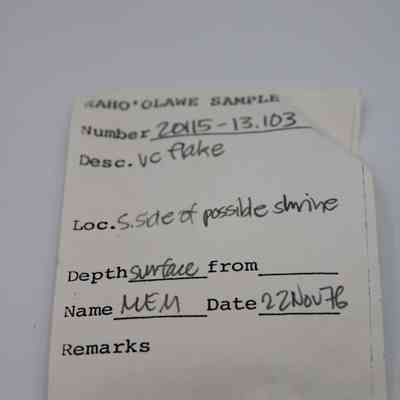 KAHO'OLAWE SAMPLE
Number 20115-13.103
Desc. VC flake
Loc. S. side of possible shrine
Depth surface from
Name MEM Date 22Nov76
Remarks